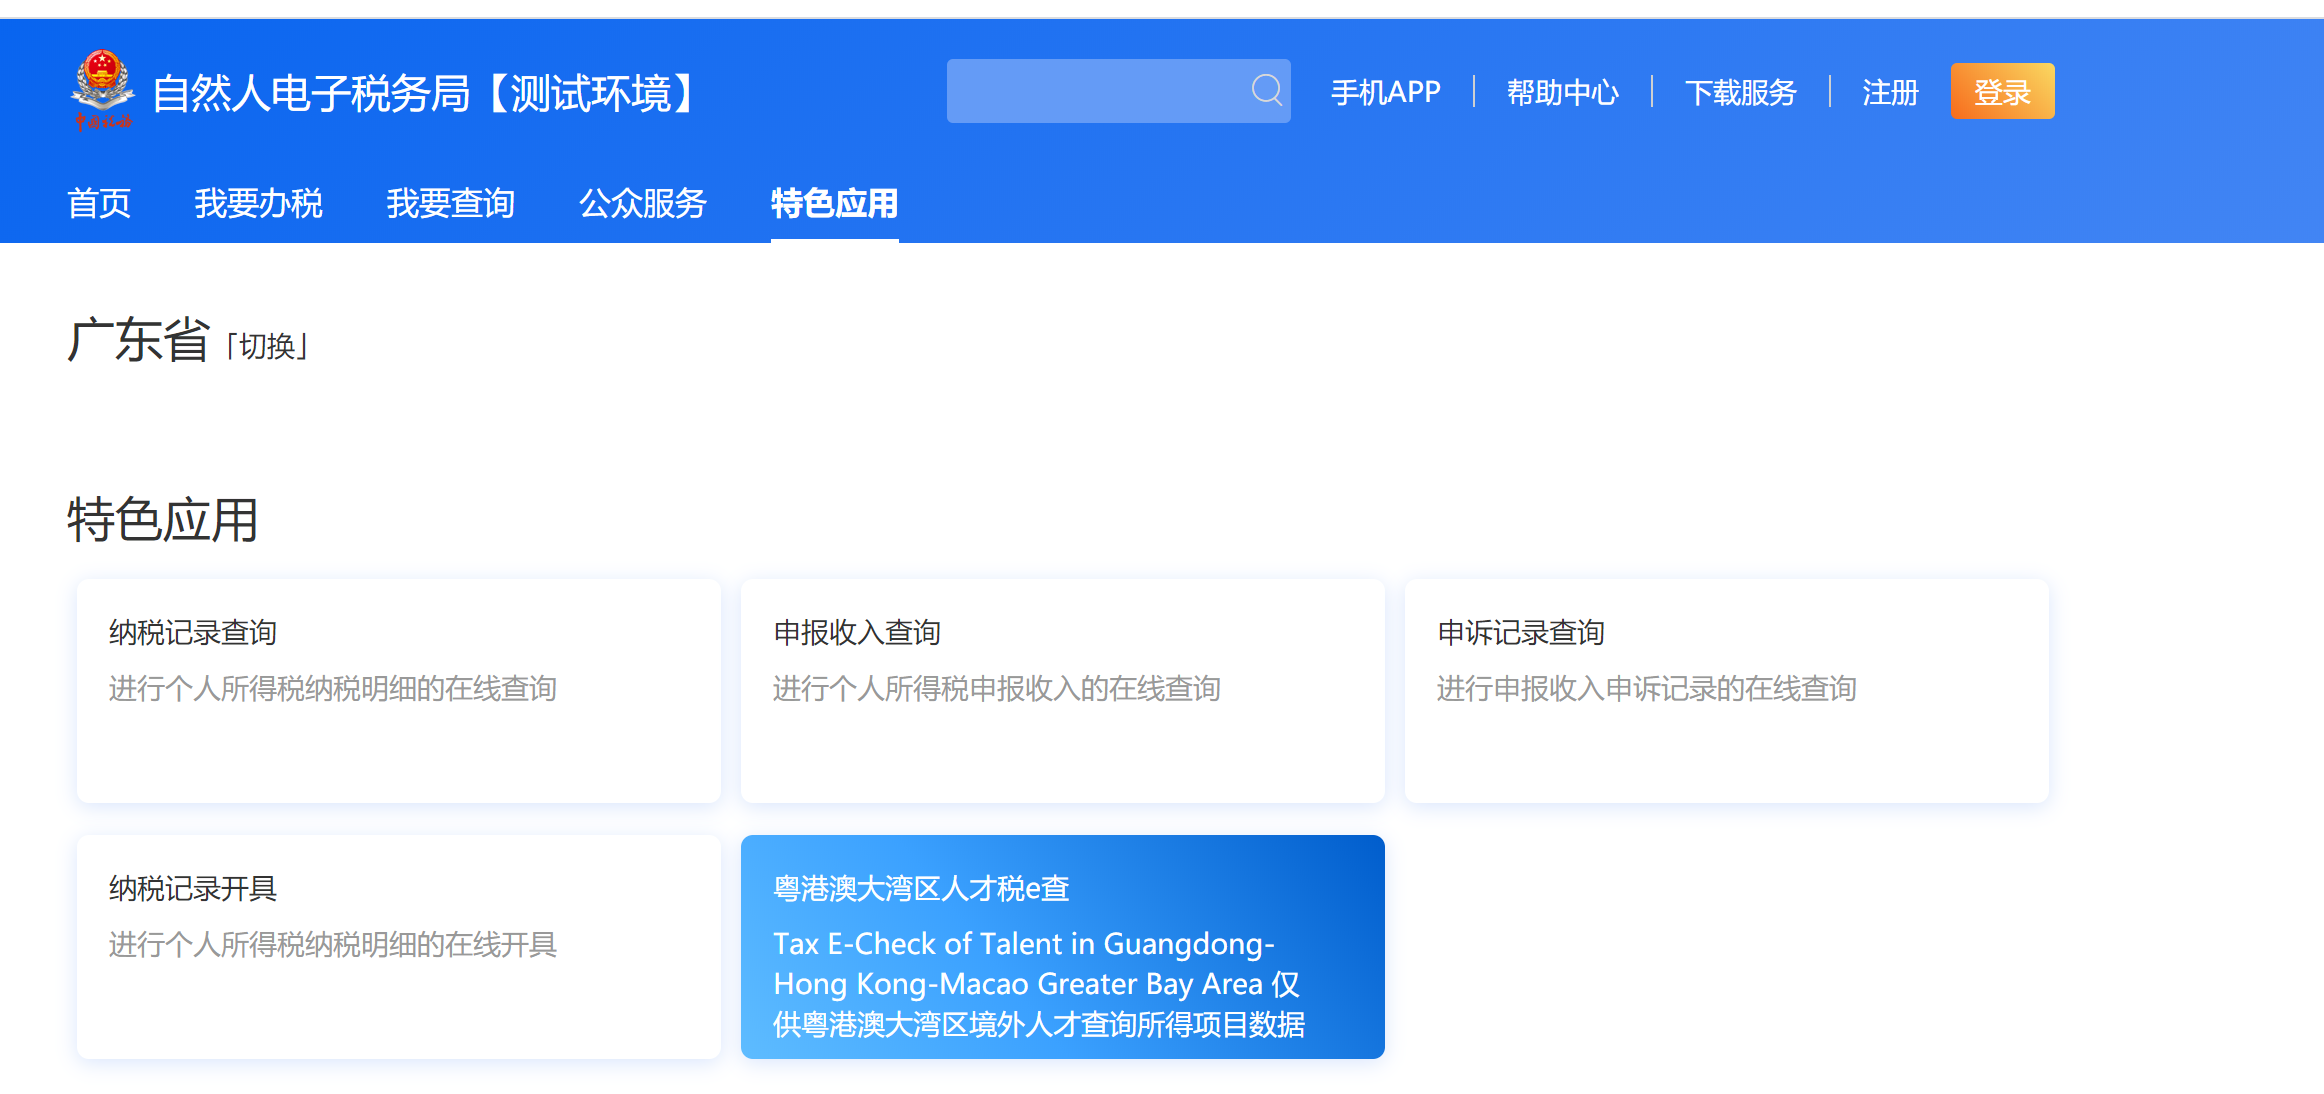 自然人电子税务局【测试环境】
手机APP
帮助中心
下载服务
注册
登录
首页
我要办税
我要查询
公众服务
特色应用
广东省「切换」
特色应用
纳税记录查询
进行个人所得税纳税明细的在线查询
申报收入查询
进行个人所得税申报收入的在线查询
申诉记录查询
进行申报收入申诉记录的在线查询
纳税记录开具
进行个人所得税纳税明细的在线开具
粤港澳大湾区人才税e查
Tax E-Check of Talent in Guangdong-
Hong Kong-Macao Greater Bay Area 仅
供粤港澳大湾区境外人才查询所得项目数据